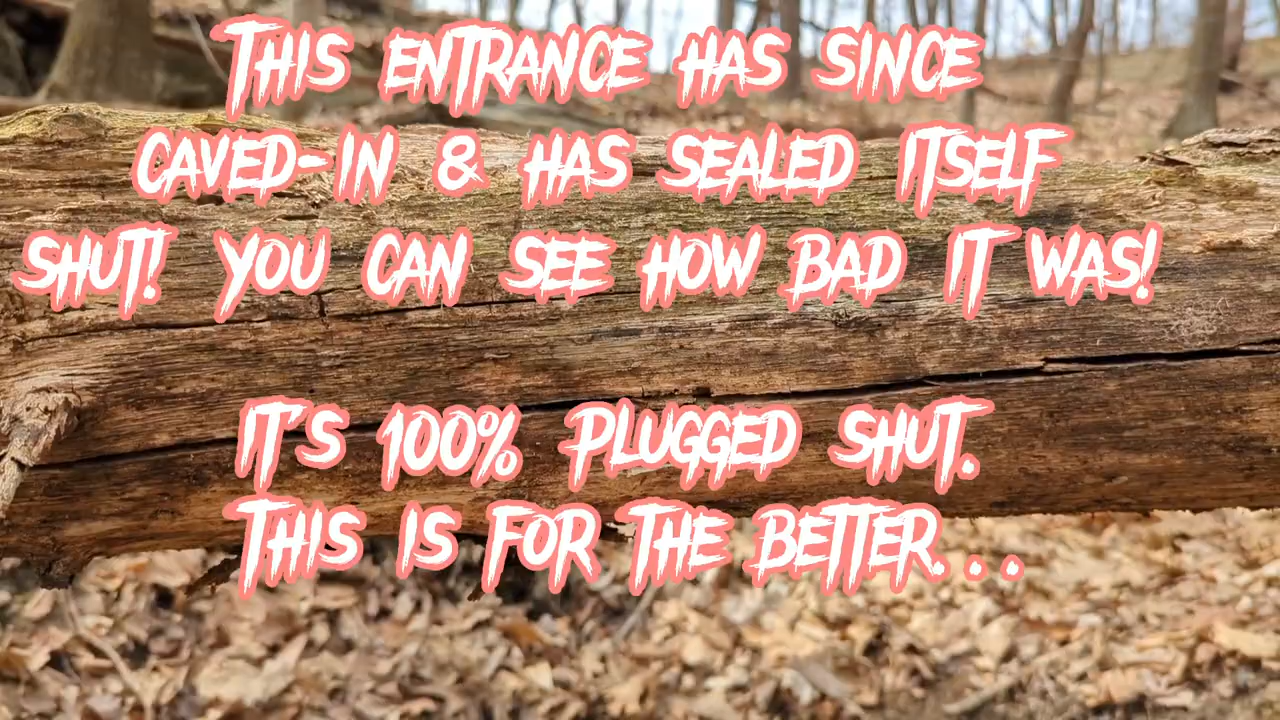 This entrance has since
caved-in & has sealed itself
shut! You can see how bad it was!
It's 100% plugged shut.
This is for the better...